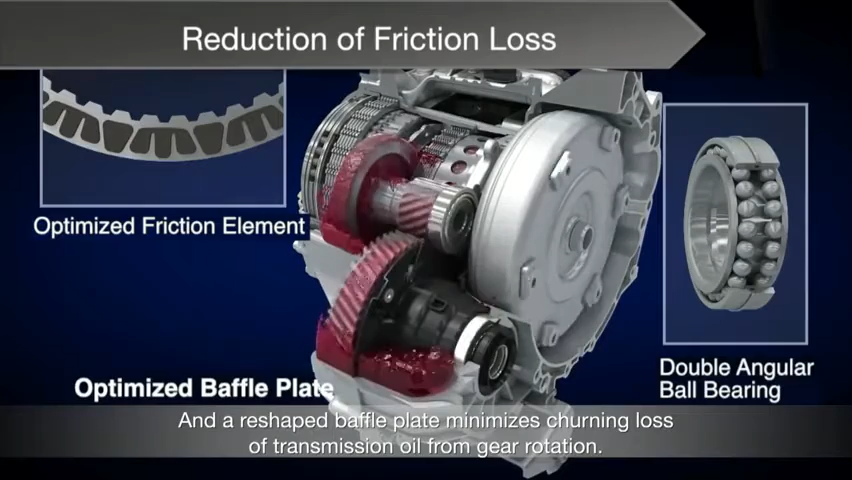 Reduction of Friction Loss
Optimized Friction Element
Double Angular
Ball Bearing
Optimized Baffle Plate
And a reshaped baffle plate minimizes churning loss
of transmission oil from gear rotation.